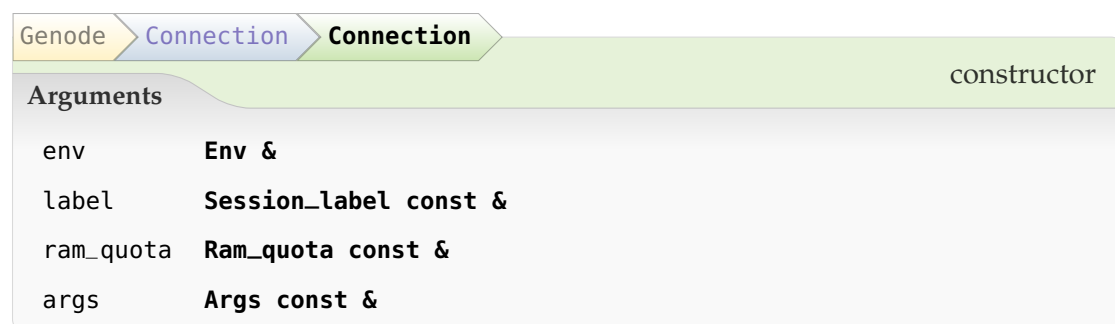 Genode Connection Connection
constructor
Arguments
env Env &
label Session_label const &
ram_quota Ram_quota const &
args Args const &